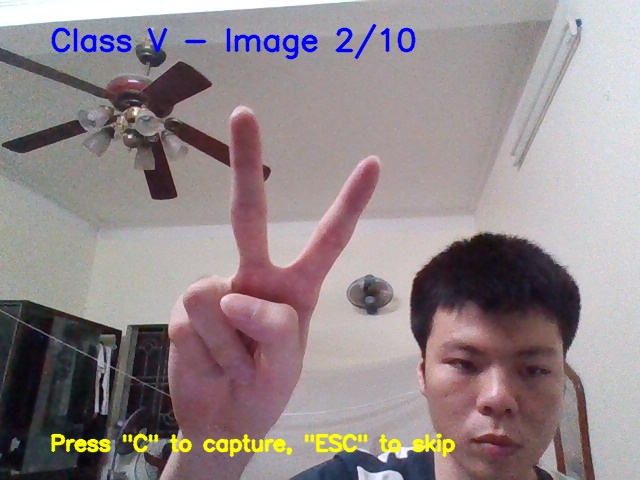 Class V - Image 2/10
Press "C" to capture, "ESC" to skip